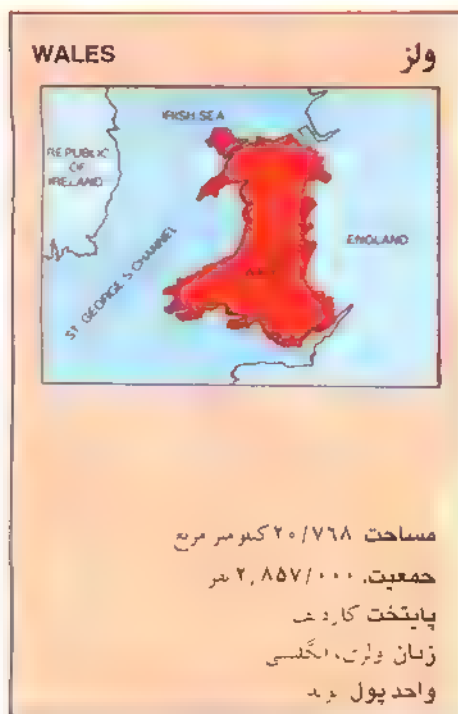 WALES ولز
IRISH SEA
REPUBLIC
OF
IRELAND
ENGLAND
ST GEORGE'S CHANNEL
مساحت ۲۰/۷۶۸ کیلومتر مربع
جمعیت ۲,۸۵۷/۰۰۰ نفر
پایتخت کاردیف
زبان ولزی، انگلیسی
واحد پول پوند